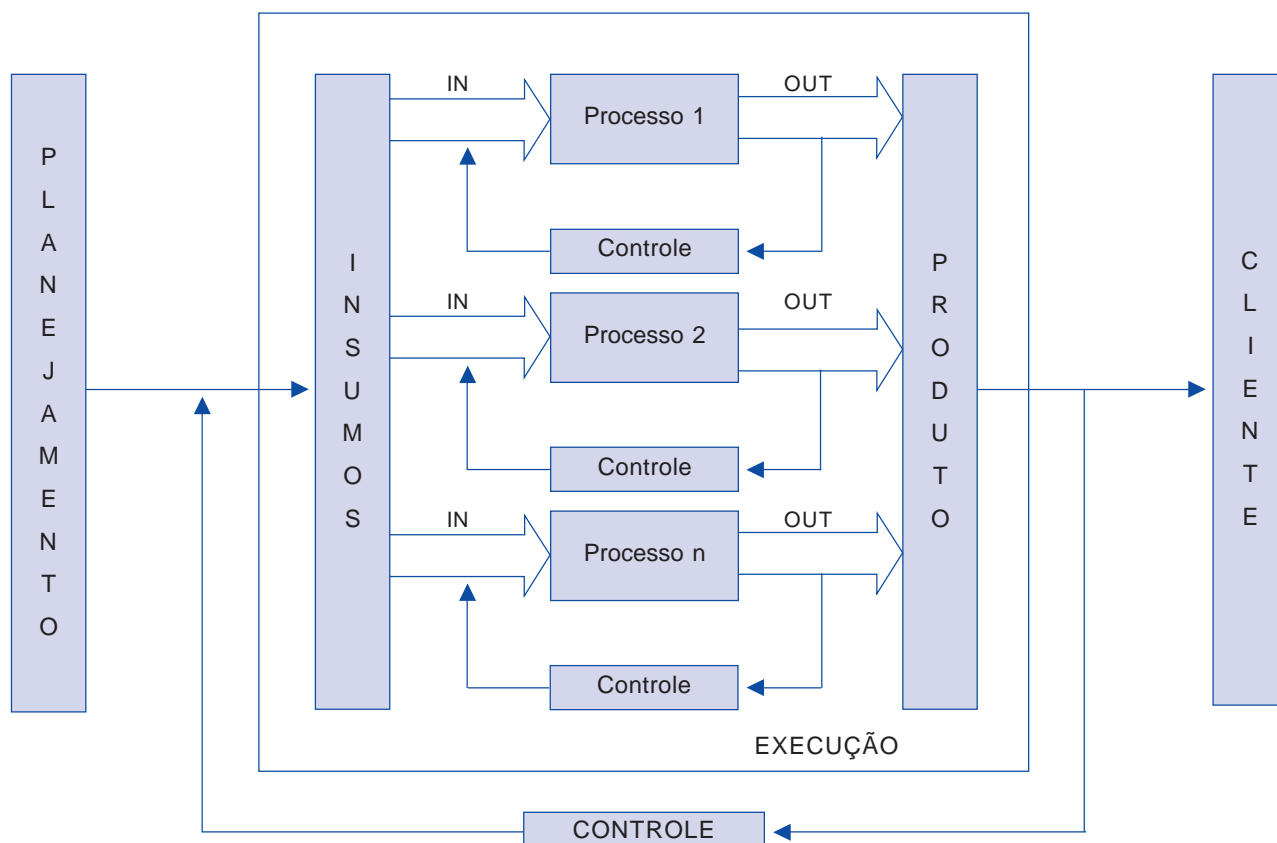 PLANEJAMENTO
INSUMOS
IN
Processo 1
OUT
Controle
IN
Processo 2
OUT
Controle
IN
Processo n
OUT
Controle
PRODUTO
CLIENTE
EXECUÇÃO
CONTROLE